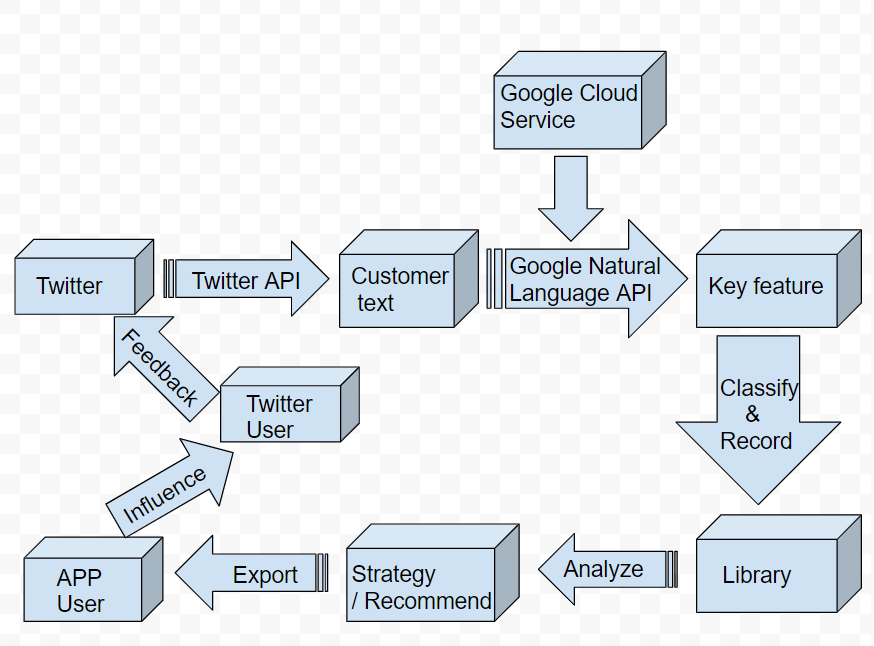 Google Cloud
Service
Twitter
Twitter API
Customer
text
Google Natural
Language API
Key feature
Feedback
Twitter
User
Classify
&
Record
Influence
APP
User
Export
Strategy
/ Recommend
Analyze
Library